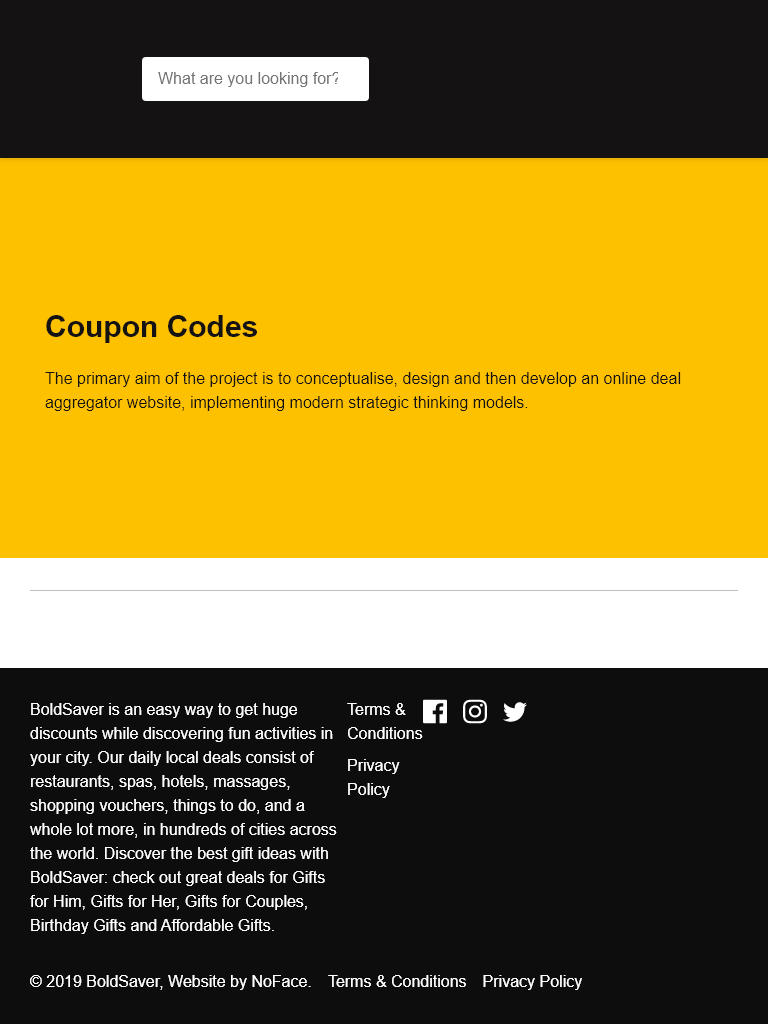 What are you looking for?
Coupon Codes
The primary aim of the project is to conceptualise, design and then develop an online deal
aggregator website, implementing modern strategic thinking models.
BoldSaver is an easy way to get huge
discounts while discovering fun activities in
your city. Our daily local deals consist of
restaurants, spas, hotels, massages,
shopping vouchers, things to do, and a
whole lot more, in hundreds of cities across
the world. Discover the best gift ideas with
BoldSaver: check out great deals for Gifts
for Him, Gifts for Her, Gifts for Couples,
Birthday Gifts and Affordable Gifts.
Terms &
Conditions
Privacy
Policy
© 2019 BoldSaver, Website by NoFace. Terms & Conditions Privacy Policy